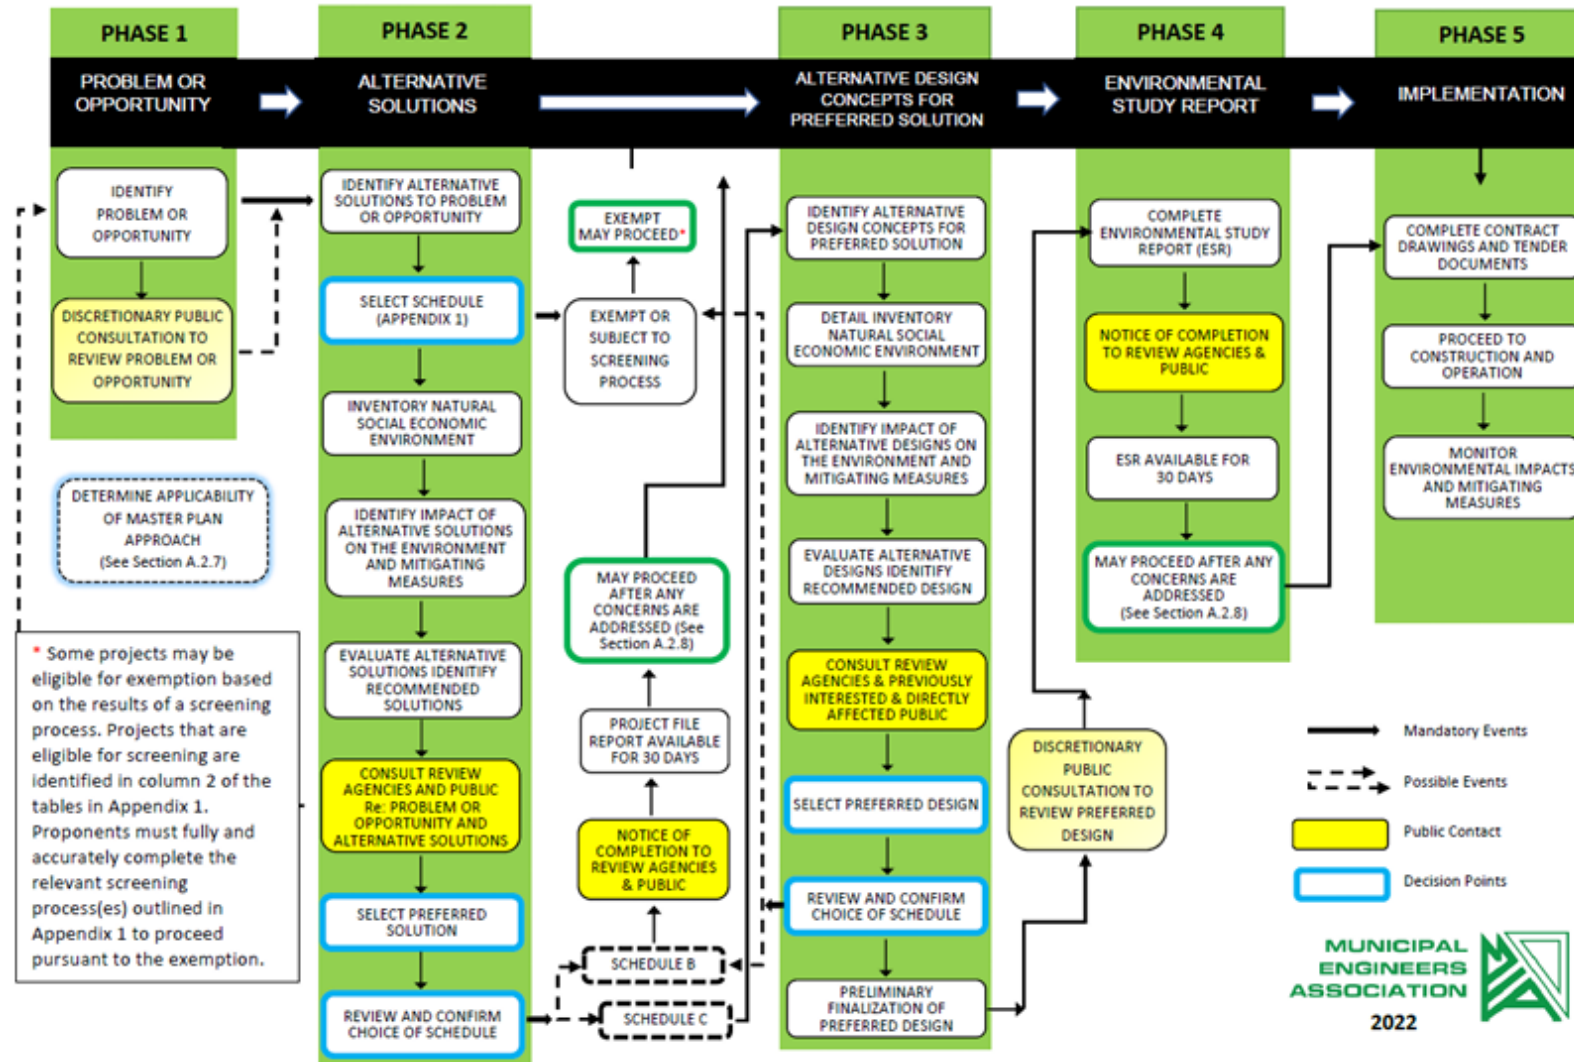 PHASE 1
PROBLEM OR
OPPORTUNITY
IDENTIFY
PROBLEM OR
OPPORTUNITY
DISCRETIONARY PUBLIC
CONSULTATION TO
REVIEW PROBLEM OR
OPPORTUNITY
DETERMINE APPLICABILITY
OF MASTER PLAN
APPROACH
(See Section A.2.7)
* Some projects may be
eligible for exemption based
on the results of a screening
process. Projects that are
eligible for screening are
identified in column 2 of the
tables in Appendix 1.
Proponents must fully and
accurately complete the
relevant screening
process(es) outlined in
Appendix 1 to proceed
pursuant to the exemption.
PHASE 2
ALTERNATIVE
SOLUTIONS
IDENTIFY ALTERNATIVE
SOLUTIONS TO PROBLEM
OR OPPORTUNITY
SELECT SCHEDULE
(APPENDIX 1)
INVENTORY NATURAL
SOCIAL ECONOMIC
ENVIRONMENT
IDENTIFY IMPACT OF
ALTERNATIVE SOLUTIONS
ON THE ENVIRONMENT
AND MITIGATING
MEASURES
EVALUATE ALTERNATIVE
SOLUTIONS IDENITIFY
RECOMMENDED
SOLUTIONS
CONSULT REVIEW
AGENCIES AND PUBLIC
Re: PROBLEM OR
OPPORTUNITY AND
ALTERNATIVE SOLUTIONS
SELECT PREFERRED
SOLUTION
REVIEW AND CONFIRM
CHOICE OF SCHEDULE
EXEMPT
MAY PROCEED*
EXEMPT OR
SUBJECT TO
SCREENING
PROCESS
MAY PROCEED
AFTER ANY
CONCERNS ARE
ADDRESSED (See
Section A.2.8)
PROJECT FILE
REPORT AVAILABLE
FOR 30 DAYS
NOTICE OF
COMPLETION TO
REVIEW AGENCIES
& PUBLIC
SCHEDULE B
SCHEDULE C
PHASE 3
ALTERNATIVE DESIGN
CONCEPTS FOR
PREFERRED SOLUTION
IDENTIFY ALTERNATIVE
DESIGN CONCEPTS FOR
PREFERRED SOLUTION
DETAIL INVENTORY
NATURAL SOCIAL
ECONOMIC ENVIRONMENT
IDENTIFY IMPACT OF
ALTERNATIVE DESIGNS ON
THE ENVIRONMENT AND
MITIGATING MEASURES
EVALUATE ALTERNATIVE
DESIGNS IDENITIFY
RECOMMENDED DESIGN
CONSULT REVIEW
AGENCIES & PREVIOUSLY
INTERESTED & DIRECTLY
AFFECTED PUBLIC
SELECT PREFERRED DESIGN
REVIEW AND CONFIRM
CHOICE OF SCHEDULE
PRELIMINARY
FINALIZATION OF
PREFERRED DESIGN
DISCRETIONARY
PUBLIC
CONSULTATION TO
REVIEW PREFERRED
DESIGN
PHASE 4
ENVIRONMENTAL
STUDY REPORT
COMPLETE
ENVIRONMENTAL STUDY
REPORT (ESR)
NOTICE OF COMPLETION
TO REVIEW AGENCIES &
PUBLIC
ESR AVAILABLE FOR
30 DAYS
MAY PROCEED AFTER ANY
CONCERNS ARE
ADDRESSED
(See Section A.2.8)
PHASE 5
IMPLEMENTATION
COMPLETE CONTRACT
DRAWINGS AND TENDER
DOCUMENTS
PROCEED TO
CONSTRUCTION AND
OPERATION
MONITOR
ENVIRONMENTAL IMPACTS
AND MITIGATING
MEASURES
Mandatory Events
Possible Events
Public Contact
Decision Points
MUNICIPAL
ENGINEERS
ASSOCIATION
2022